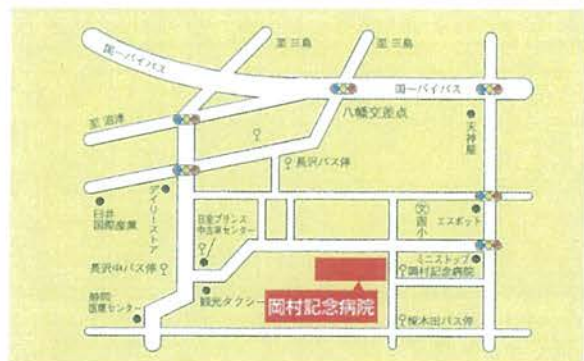 至三島
至三島
国一バイパス
国一バイパス
八幡交差点
至沼津
天神屋
長沢バス停
デイリーストア
臼井
国際産業
日産プリンス
中古車センター
文
西小
エスポット
長沢中バス停
ミニストップ
岡村記念病院
静岡
医療センター
観光タクシー
岡村記念病院
榎木田バス停